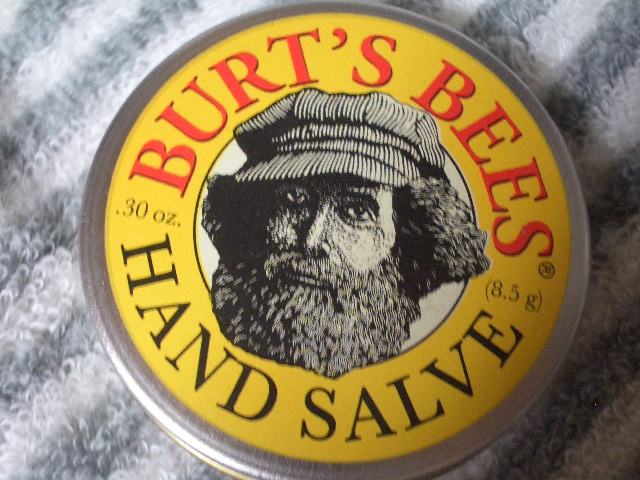 BURT'S BEES®
.30 oz.
(8.5 g)
HAND SALVE